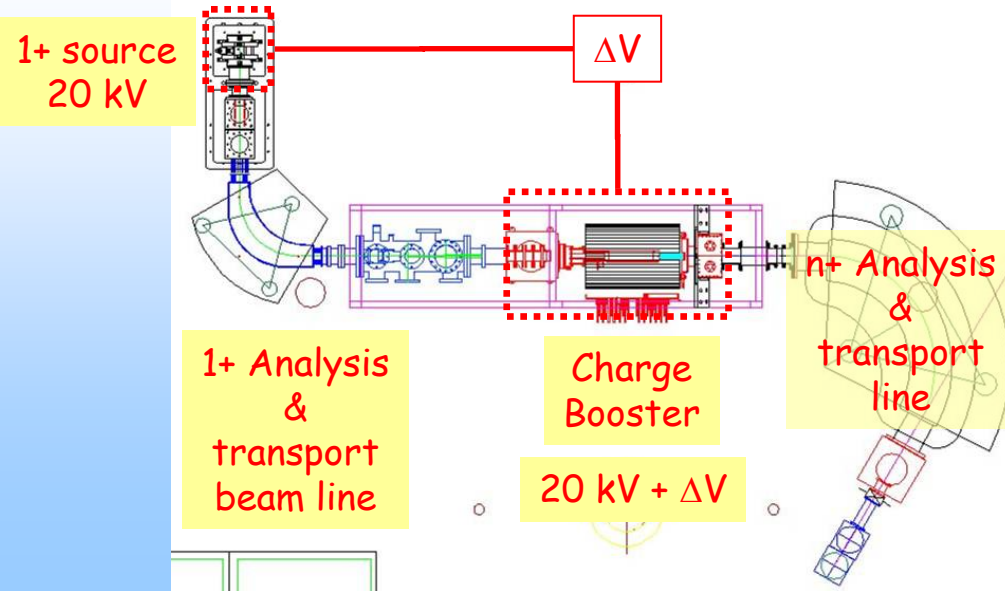 1+ source
20 kV
ΔV
1+ Analysis
&
transport
beam line
Charge
Booster
20 kV + ΔV
n+ Analysis
&
transport
line